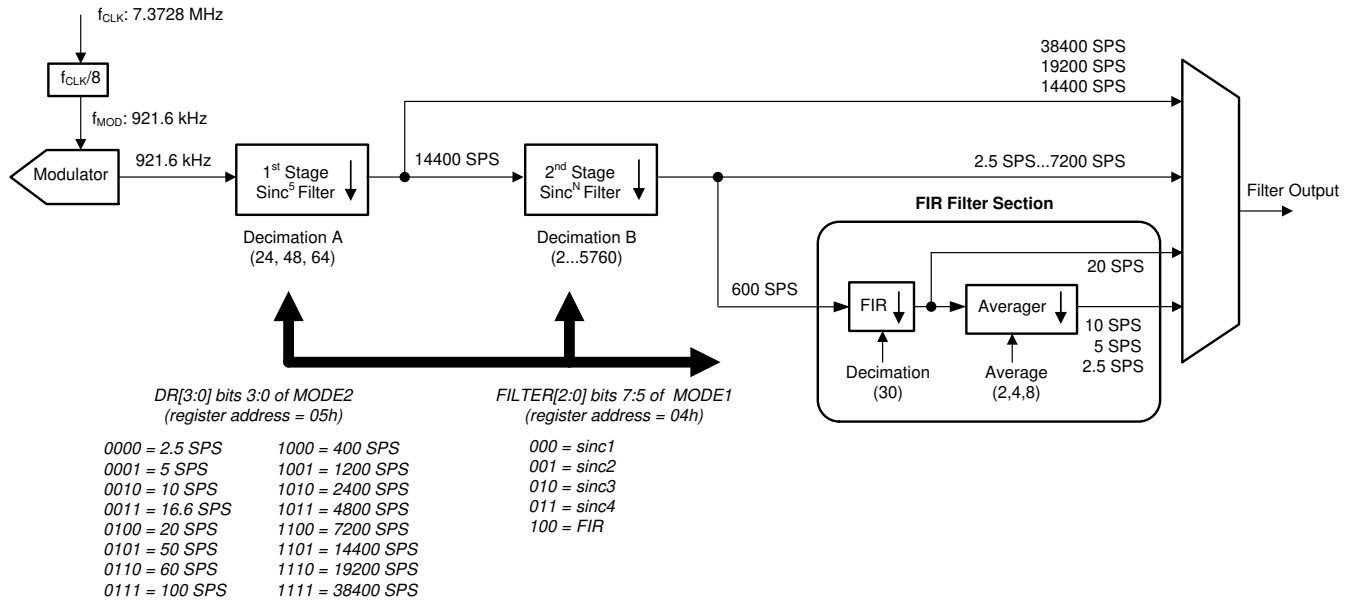 fCLK: 7.3728 MHz
fCLK/8
fMOD: 921.6 kHz
Modulator
921.6 kHz
1st Stage
Sinc5 Filter
Decimation A
(24, 48, 64)
14400 SPS
2nd Stage
SincN Filter
Decimation B
(2...5760)
38400 SPS
19200 SPS
14400 SPS
2.5 SPS...7200 SPS
Filter Output
FIR Filter Section
600 SPS
FIR
Averager
20 SPS
10 SPS
5 SPS
2.5 SPS
Decimation
(30)
Average
(2,4,8)
DR[3:0] bits 3:0 of MODE2
(register address = 05h)
0000 = 2.5 SPS
0001 = 5 SPS
0010 = 10 SPS
0011 = 16.6 SPS
0100 = 20 SPS
0101 = 50 SPS
0110 = 60 SPS
0111 = 100 SPS
1000 = 400 SPS
1001 = 1200 SPS
1010 = 2400 SPS
1011 = 4800 SPS
1100 = 7200 SPS
1101 = 14400 SPS
1110 = 19200 SPS
1111 = 38400 SPS
FILTER[2:0] bits 7:5 of MODE1
(register address = 04h)
000 = sinc1
001 = sinc2
010 = sinc3
011 = sinc4
100 = FIR